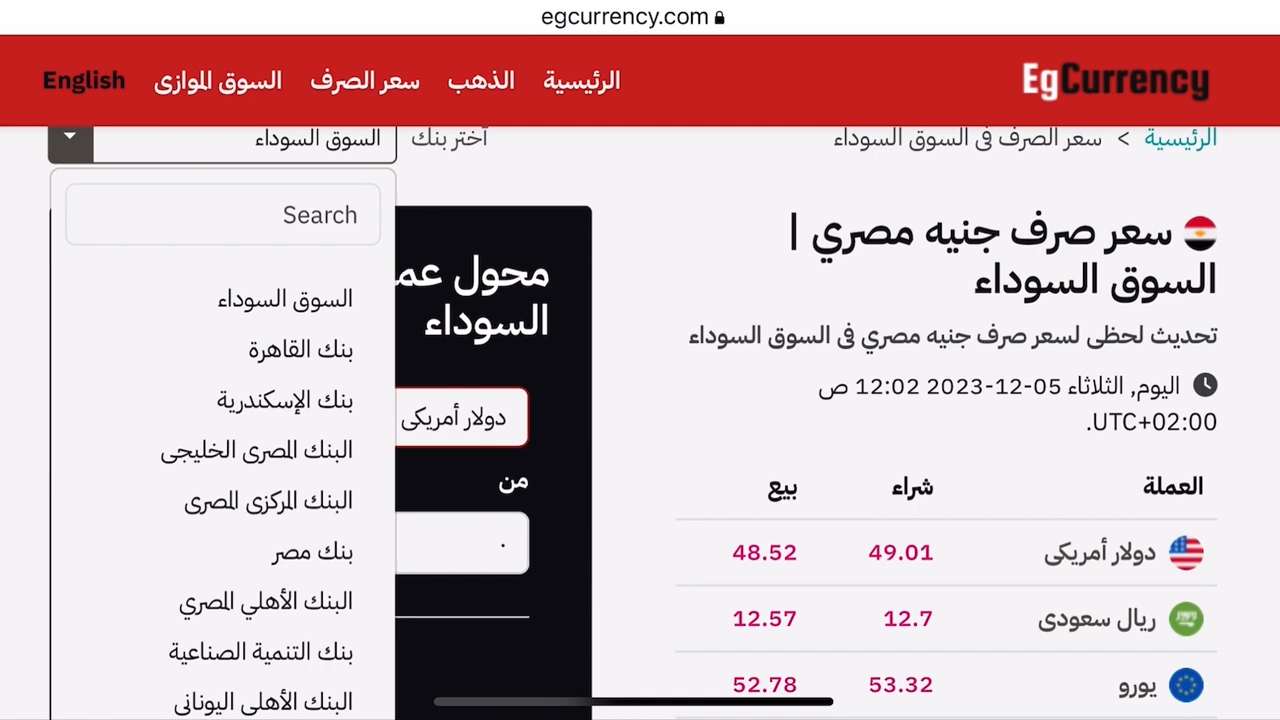 egcurrency.com
EgCurrency
الرئيسية
الذهب
سعر الصرف
السوق الموازى
English
الرئيسية > سعر الصرف فى السوق السوداء
آختر بنك
السوق السوداء
سعر صرف جنيه مصري |
السوق السوداء
تحديث لحظى لسعر صرف جنيه مصري فى السوق السوداء
اليوم, الثلاثاء 2023-12-05 12:02 ص
UTC+02:00.
العملة شراء بيع
دولار أمريكى 49.01 48.52
ريال سعودى 12.7 12.57
يورو 53.32 52.78
محول عم
السوداء
دولار أمريكى
من
Search
السوق السوداء
بنك القاهرة
بنك الإسكندرية
البنك المصرى الخليجى
البنك المركزى المصرى
بنك مصر
البنك الأهلي المصري
بنك التنمية الصناعية
البنك الأهلى اليونانى